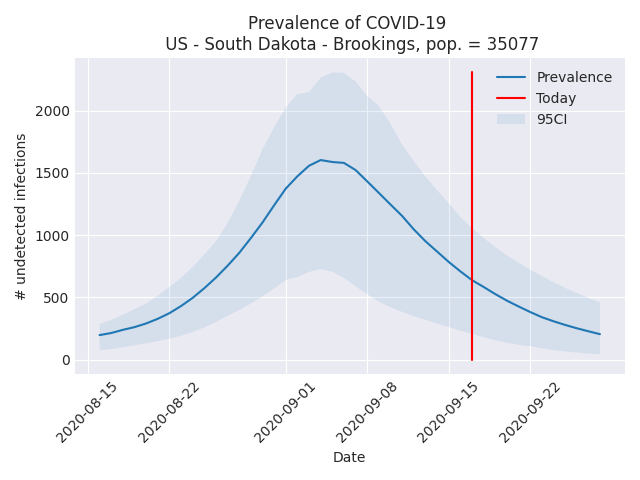 Prevalence of COVID-19
US - South Dakota - Brookings, pop. = 35077
Prevalence
Today
95CI
2000
1500
1000
500
0
# undetected infections
2020-08-15
2020-08-22
2020-09-01
2020-09-08
2020-09-15
2020-09-22
Date